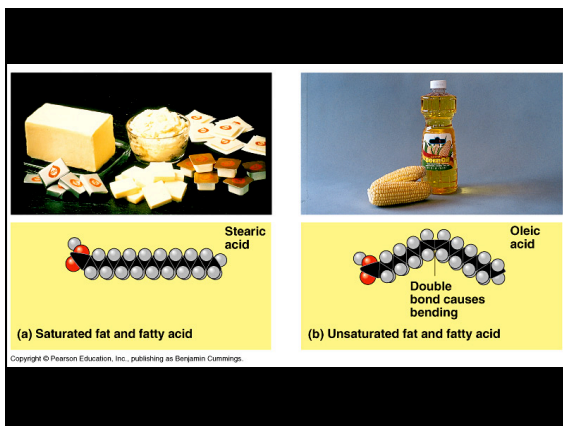 Stearic
acid
(a) Saturated fat and fatty acid
Oleic
acid
Double
bond causes
bending
(b) Unsaturated fat and fatty acid
Copyright © Pearson Education, Inc., publishing as Benjamin Cummings.